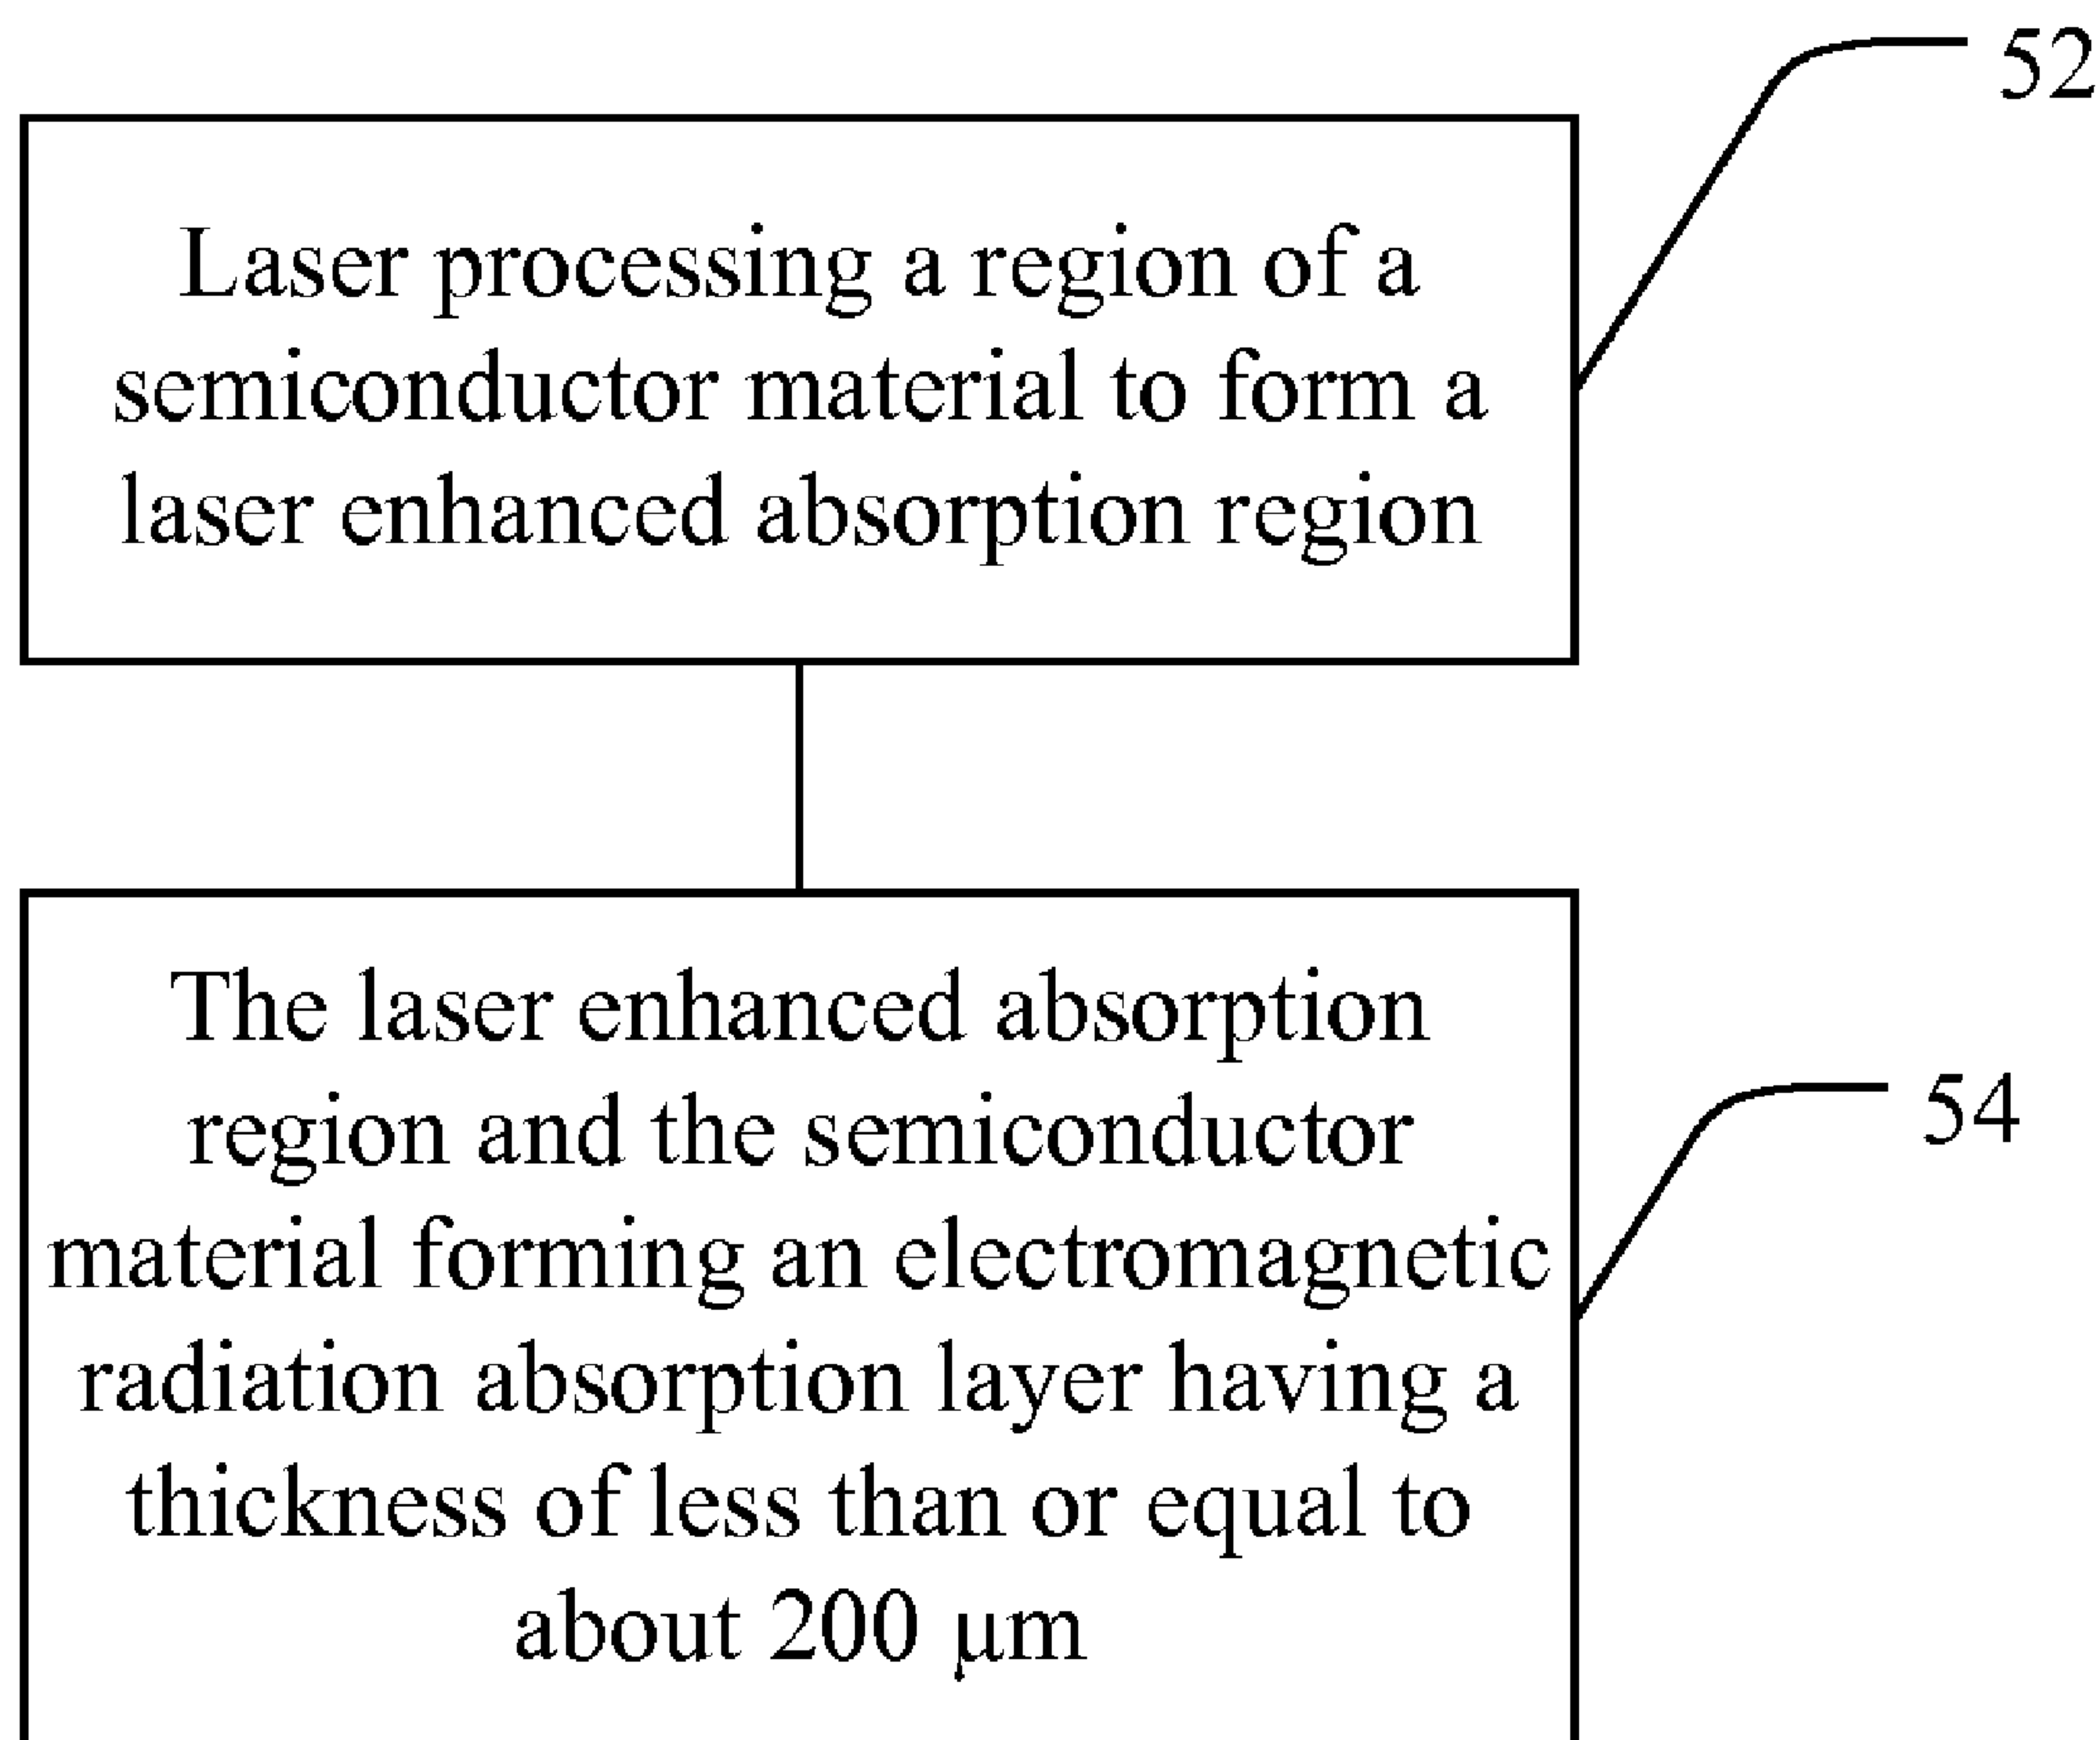 52
Laser processing a region of a
semiconductor material to form a
laser enhanced absorption region
The laser enhanced absorption
region and the semiconductor
material forming an electromagnetic
radiation absorption layer having a
thickness of less than or equal to
about 200 µm
54